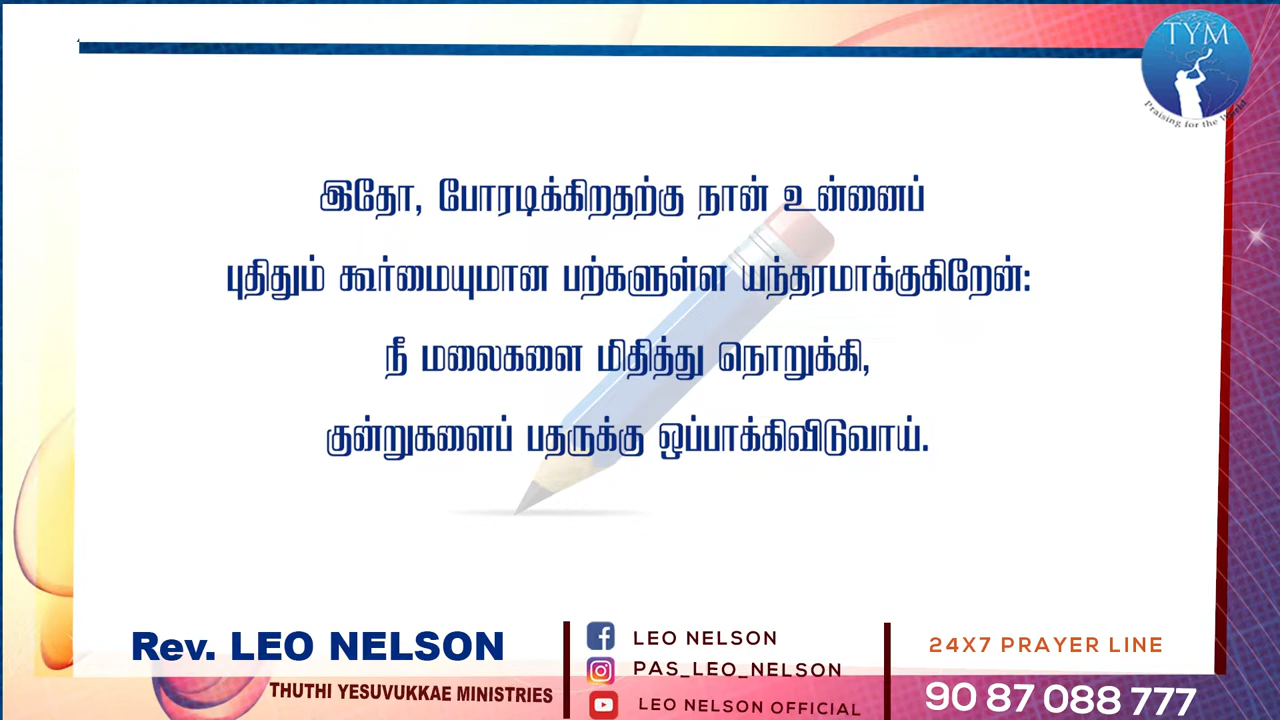 TYM
Praising for the World
இதோ, போரடிக்கிறதற்கு நான் உன்னைப்
புதிதும் கூர்மையுமான பற்களுள்ள யந்தரமாக்குகிறேன்:
நீ மலைகளை மிதித்து நொறுக்கி,
குன்றுகளைப் பதருக்கு ஒப்பாக்கிவிடுவாய்.
Rev. LEO NELSON
THUTHI YESUVUKKAE MINISTRIES
LEO NELSON
PAS_LEO_NELSON
LEO NELSON OFFICIAL
24X7 PRAYER LINE
90 87 088 777